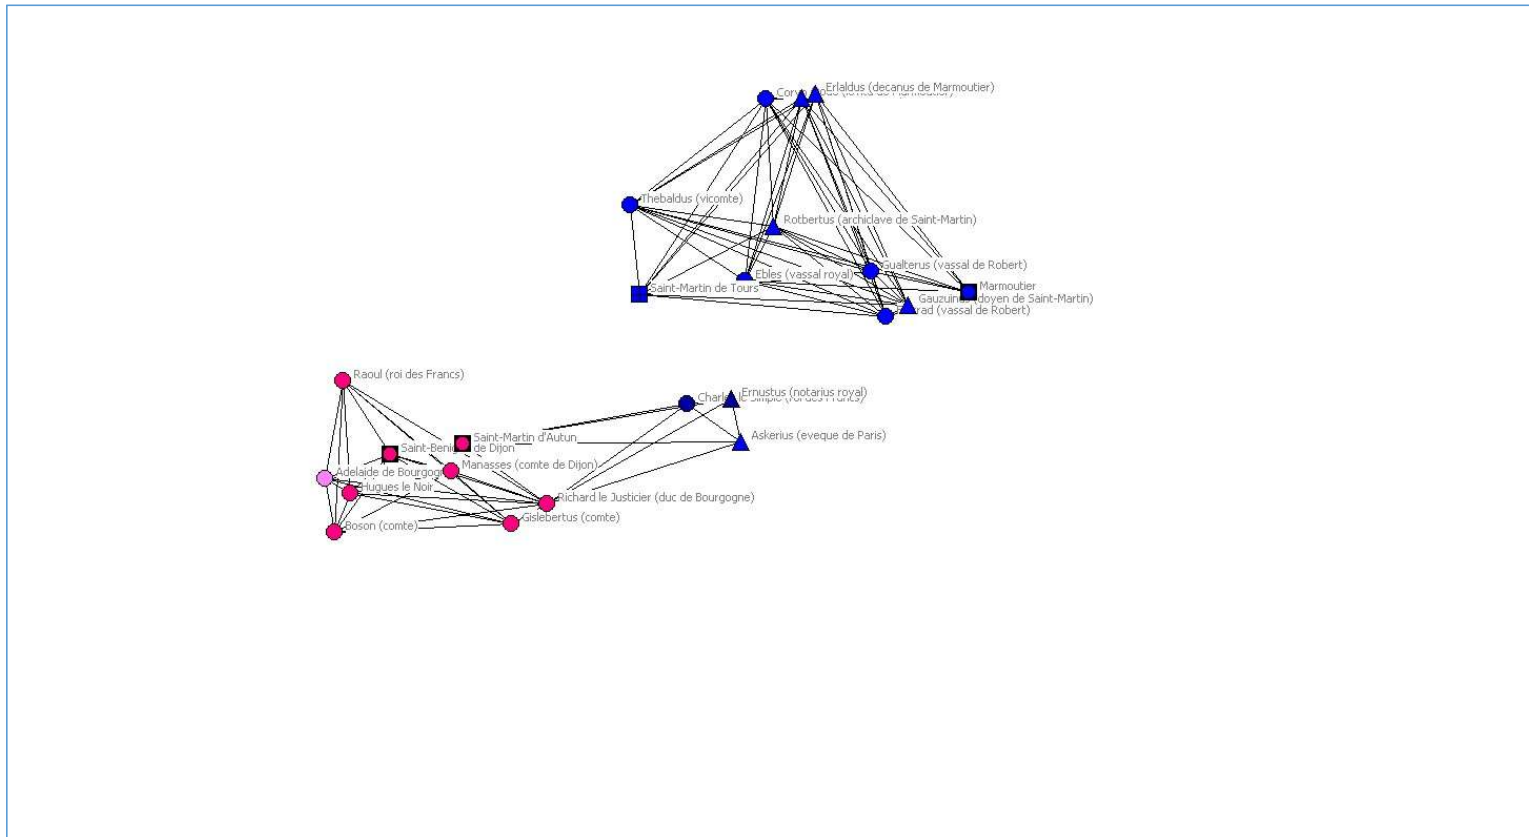 Erlaldus (decanus de Marmoutier)
Thebaldus (vicomte)
Rotbertus (archiclave de Saint-Martin)
Gualterus (vassal de Robert)
Ebles (vassal royal)
Saint-Martin de Tours
Marmoutier
(doyen de Saint-Martin)
(vassal de Robert)
Raoul (roi des Francs)
Ernustus (notarius royal)
Askerius (eveque de Paris)
Saint-Martin d'Autun
de Dijon
Manasses (comte de Dijon)
Adelaide de
Hugues le Noir
Richard le Justicier (duc de Bourgogne)
Gislebertus (comte)
Boson (comte)